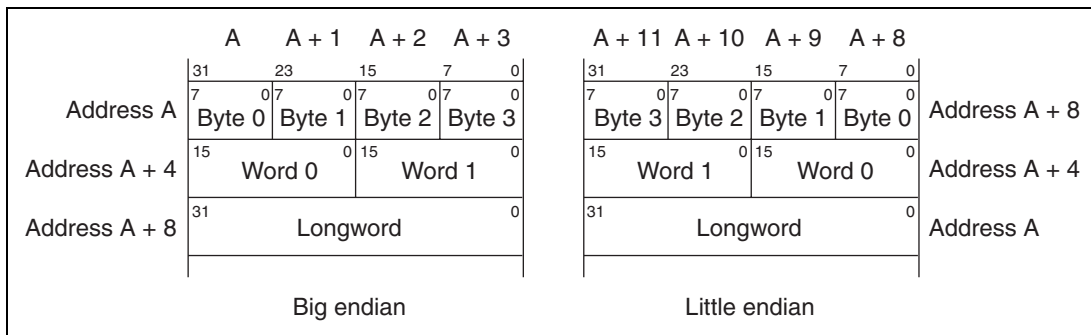 A A + 1 A + 2 A + 3 A + 11 A + 10 A + 9 A + 8
31 23 15 7 0 31 23 15 7 0
7 0 7 0 7 0 7 0 7 0 7 0 7 0 7 0
Address A Byte 0 Byte 1 Byte 2 Byte 3 Byte 3 Byte 2 Byte 1 Byte 0 Address A + 8
15 0 15 0 15 0 15 0
Address A + 4 Word 0 Word 1 Word 1 Word 0 Address A + 4
31 0 31 0
Address A + 8 Longword Longword Address A
Big endian Little endian